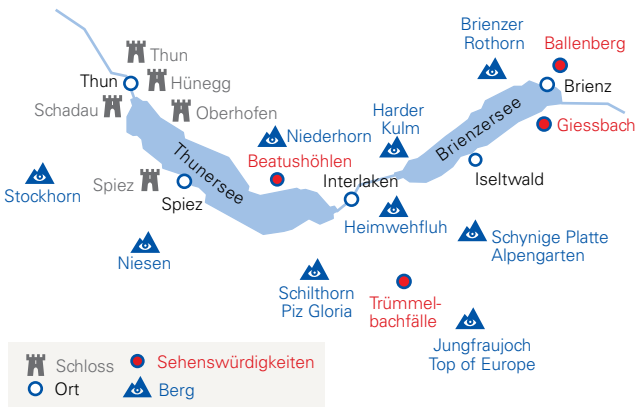 Brienzer
Rothorn
Ballenberg
Thun
Thun
Hünegg
Brienz
Schadau
Oberhofen
Harder
Kulm
Giessbach
Niederhorn
Brienzersee
Thunersee
Beatushöhlen
Iseltwald
Stockhorn
Spiez
Spiez
Interlaken
Heimwehfluh
Schynige Platte
Alpengarten
Niesen
Schilthorn
Piz Gloria
Trümmel-
bachfälle
Jungfraujoch
Top of Europe
Schloss
Sehenswürdigkeiten
Ort
Berg